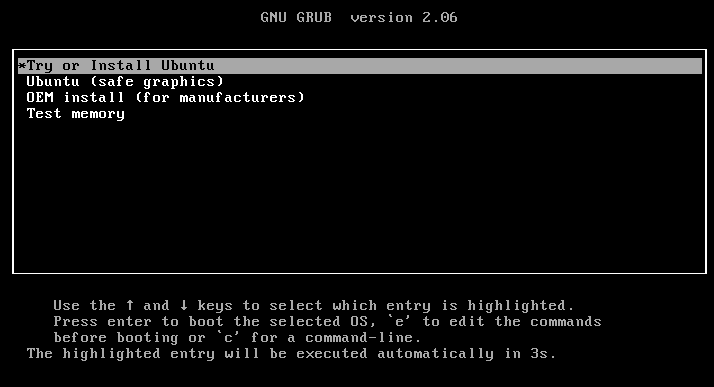 GNU GRUB  version 2.06
*Try or Install Ubuntu
Ubuntu (safe graphics)
OEM install (for manufacturers)
Test memory
Use the ↑ and ↓ keys to select which entry is highlighted.
Press enter to boot the selected OS, `e' to edit the commands
before booting or `c' for a command-line.
The highlighted entry will be executed automatically in 3s.